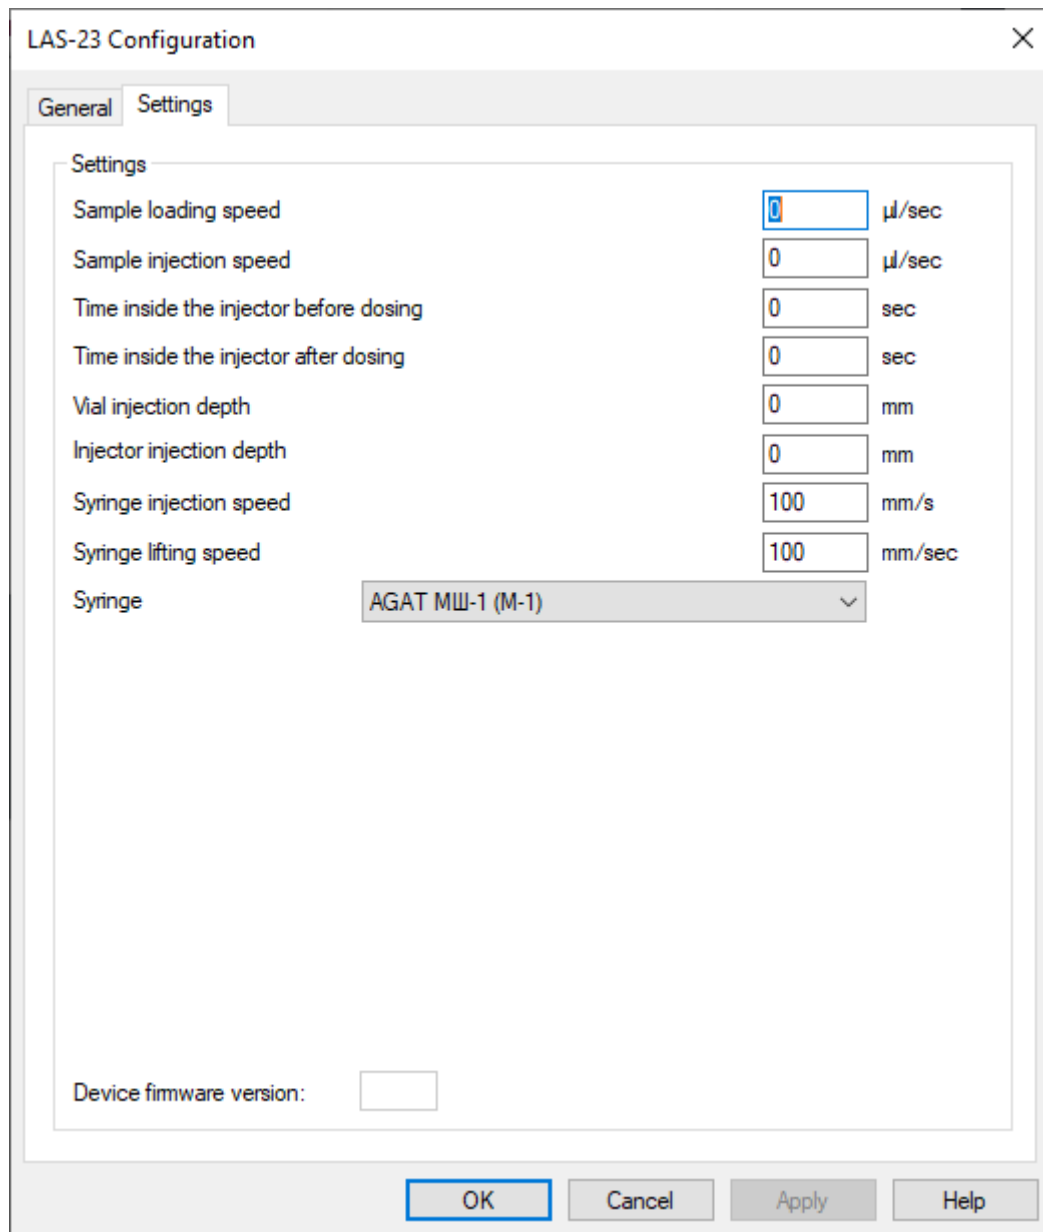 LAS-23 Configuration
General Settings
Settings
Sample loading speed 0 µl/sec
Sample injection speed 0 µl/sec
Time inside the injector before dosing 0 sec
Time inside the injector after dosing 0 sec
Vial injection depth 0 mm
Injector injection depth 0 mm
Syringe injection speed 100 mm/s
Syringe lifting speed 100 mm/sec
Syringe AGAT МШ-1 (M-1)
Device firmware version:
OK Cancel Apply Help